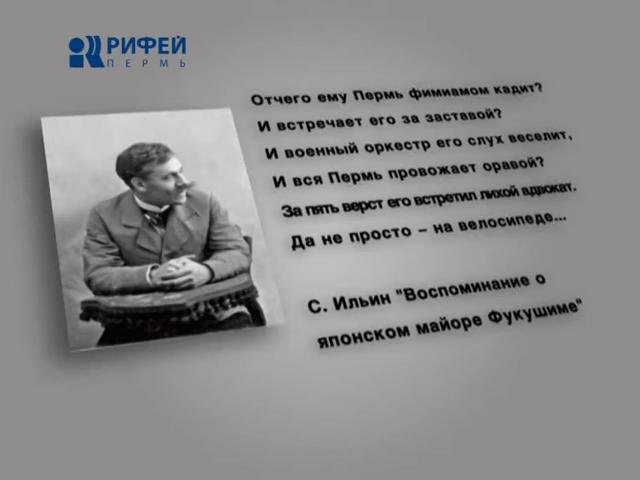 РИФЕЙ
ПЕРМЬ
Отчего ему Пермь фимиамом кадит?
И встречает его за заставой?
И военный оркестр его слух веселит,
И вся Пермь провожает оравой?
За пять верст его встретил лихой адвокат.
Да не просто – на велосипеде...
С. Ильин "Воспоминание о
японском майоре Фукушиме"